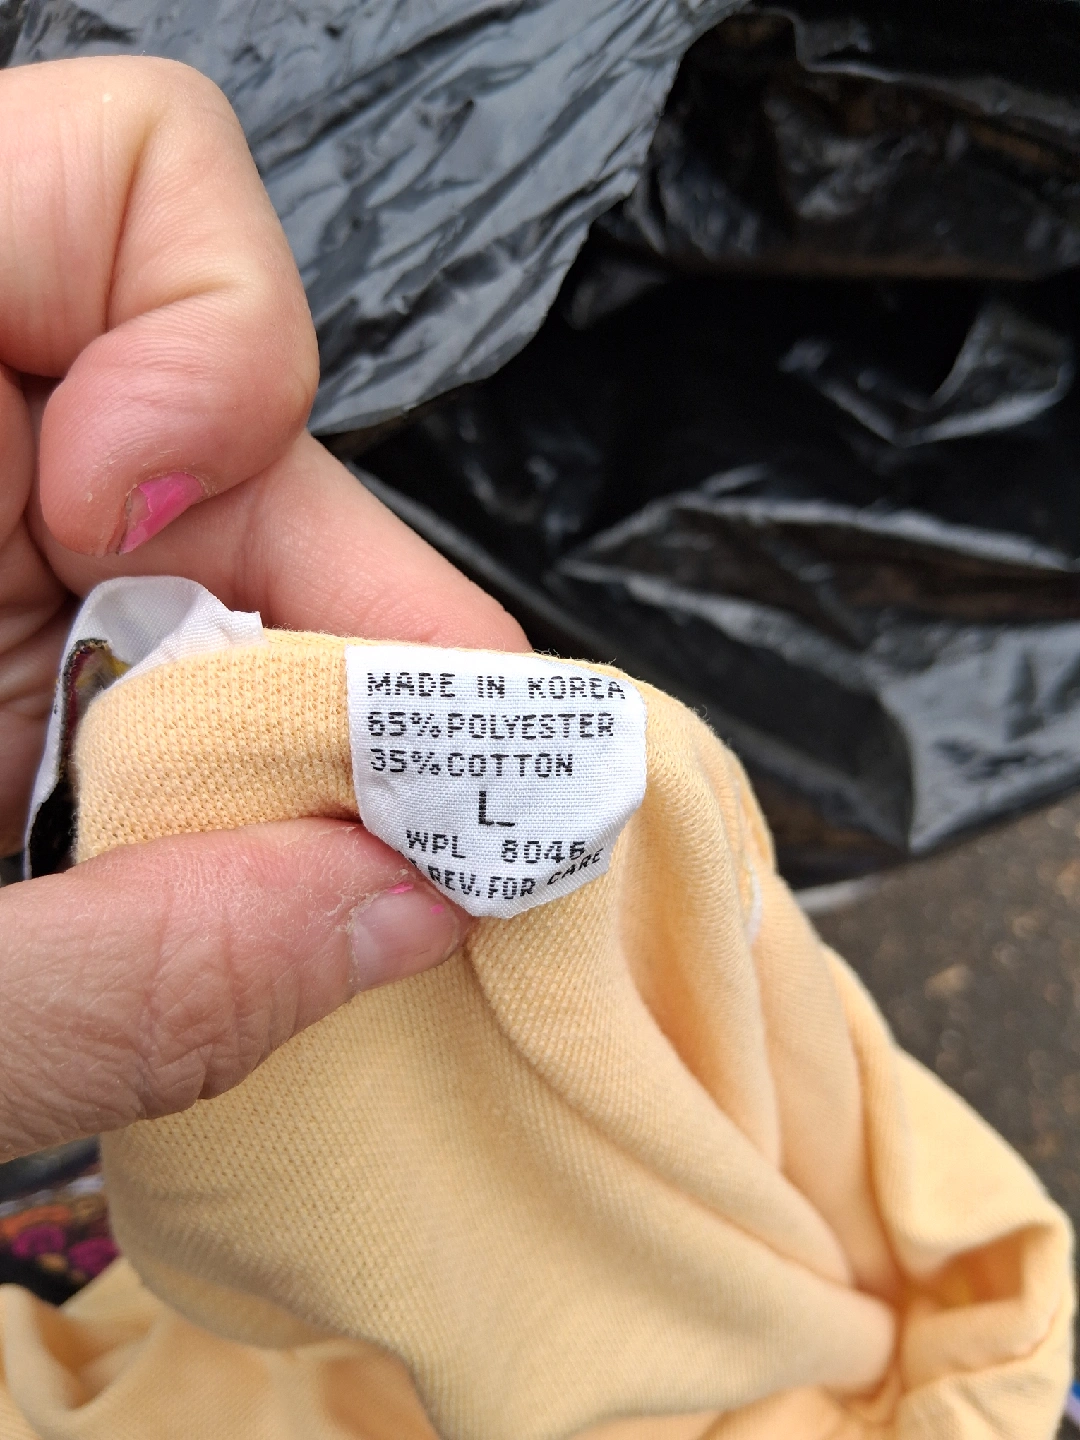 MADE IN KOREA
65% POLYESTER
35% COTTON
L
WPL 8046
REV. FOR CARE